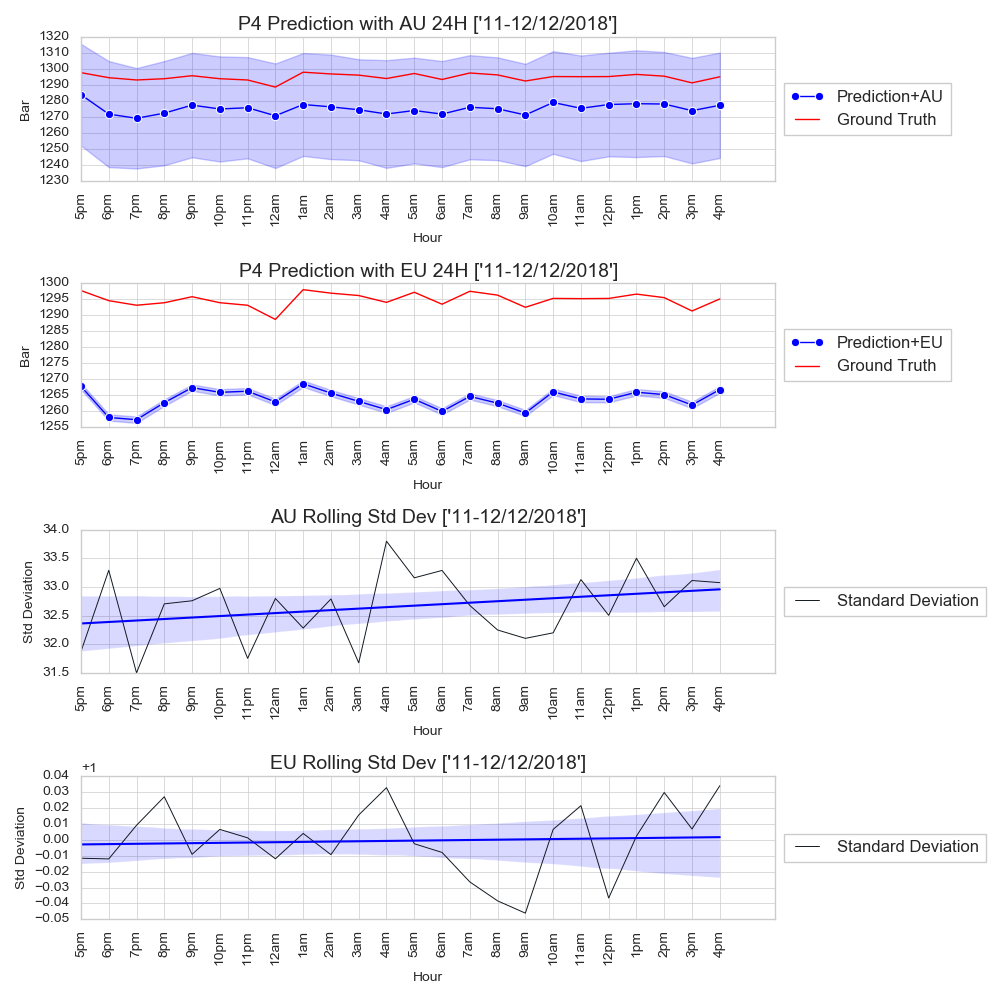 P4 Prediction with AU 24H ['11-12/12/2018']
1320
1310
1300
1290
1280
1270
1260
1250
1240
1230
Bar
5pm 6pm 7pm 8pm 9pm 10pm 11pm 12am 1am 2am 3am 4am 5am 6am 7am 8am 9am 10am 11am 12pm 1pm 2pm 3pm 4pm
Hour
Prediction+AU
Ground Truth
P4 Prediction with EU 24H ['11-12/12/2018']
1300
1295
1290
1285
1280
1275
1270
1265
1260
1255
Bar
5pm 6pm 7pm 8pm 9pm 10pm 11pm 12am 1am 2am 3am 4am 5am 6am 7am 8am 9am 10am 11am 12pm 1pm 2pm 3pm 4pm
Hour
Prediction+EU
Ground Truth
AU Rolling Std Dev ['11-12/12/2018']
34.0
33.5
33.0
32.5
32.0
31.5
Std Deviation
5pm 6pm 7pm 8pm 9pm 10pm 11pm 12am 1am 2am 3am 4am 5am 6am 7am 8am 9am 10am 11am 12pm 1pm 2pm 3pm 4pm
Hour
Standard Deviation
EU Rolling Std Dev ['11-12/12/2018']
+1
0.04
0.03
0.02
0.01
0.00
−0.01
−0.02
−0.03
−0.04
−0.05
Std Deviation
5pm 6pm 7pm 8pm 9pm 10pm 11pm 12am 1am 2am 3am 4am 5am 6am 7am 8am 9am 10am 11am 12pm 1pm 2pm 3pm 4pm
Hour
Standard Deviation